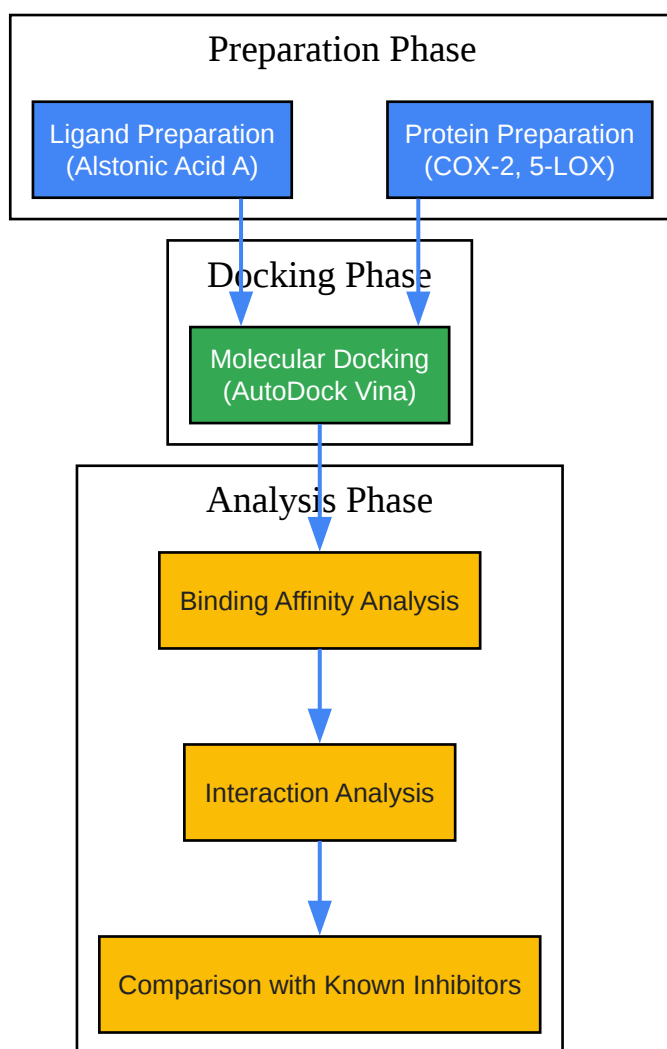 Preparation Phase
Ligand Preparation
(Alstonic Acid A)
Protein Preparation
(COX-2, 5-LOX)
Docking Phase
Molecular Docking
(AutoDock Vina)
Analysis Phase
Binding Affinity Analysis
Interaction Analysis
Comparison with Known Inhibitors